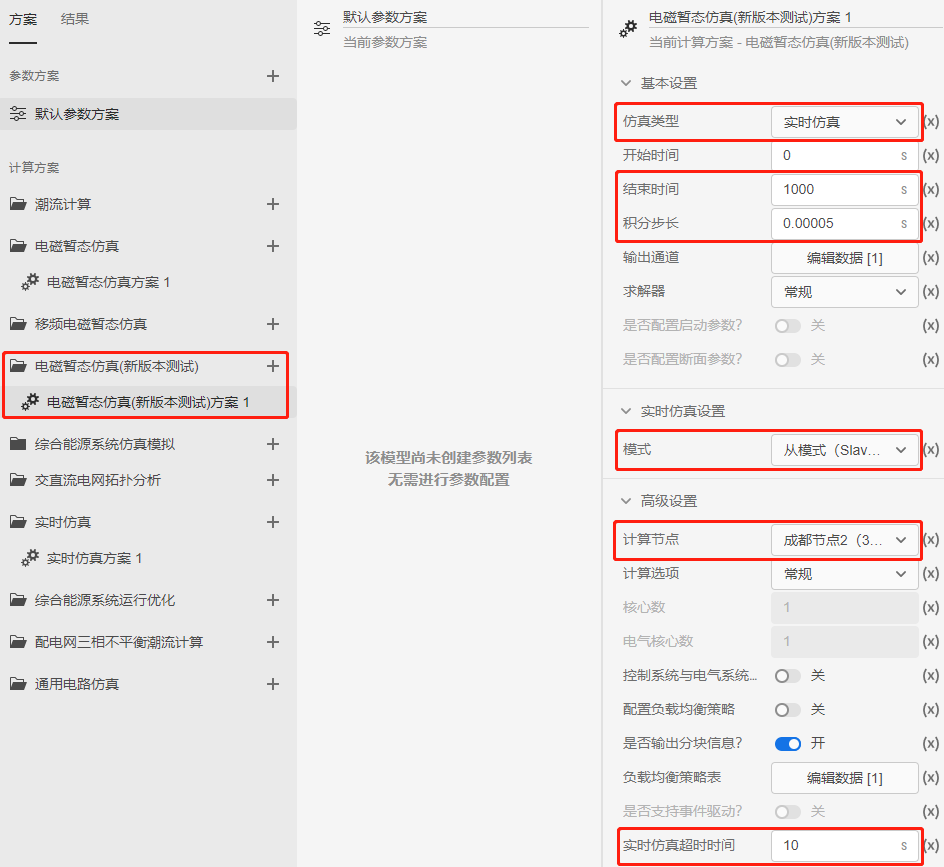 方案 结果
参数方案
默认参数方案
计算方案
潮流计算
电磁暂态仿真
电磁暂态仿真方案 1
移频电磁暂态仿真
电磁暂态仿真(新版本测试)
电磁暂态仿真(新版本测试)方案 1
综合能源系统仿真模拟
交直流电网拓扑分析
实时仿真
实时仿真方案 1
综合能源系统运行优化
配电网三相不平衡潮流计算
通用电路仿真
默认参数方案
当前参数方案
该模型尚未创建参数列表
无需进行参数配置
电磁暂态仿真(新版本测试)方案 1
当前计算方案 - 电磁暂态仿真(新版本测试)
基本设置
仿真类型 实时仿真 (x)
开始时间 0 s (x)
结束时间 1000 s (x)
积分步长 0.00005 s (x)
输出通道 编辑数据 [1] (x)
求解器 常规 (x)
是否配置启动参数? 关 (x)
是否配置断面参数? 关 (x)
实时仿真设置
模式 从模式（Slav... (x)
高级设置
计算节点 成都节点2（3... (x)
计算选项 常规 (x)
核心数 1 (x)
电气核心数 1 (x)
控制系统与电气系统... 关 (x)
配置负载均衡策略 关 (x)
是否输出分块信息? 开 (x)
负载均衡策略表 编辑数据 [1] (x)
是否支持事件驱动? 关 (x)
实时仿真超时时间 10 s (x)